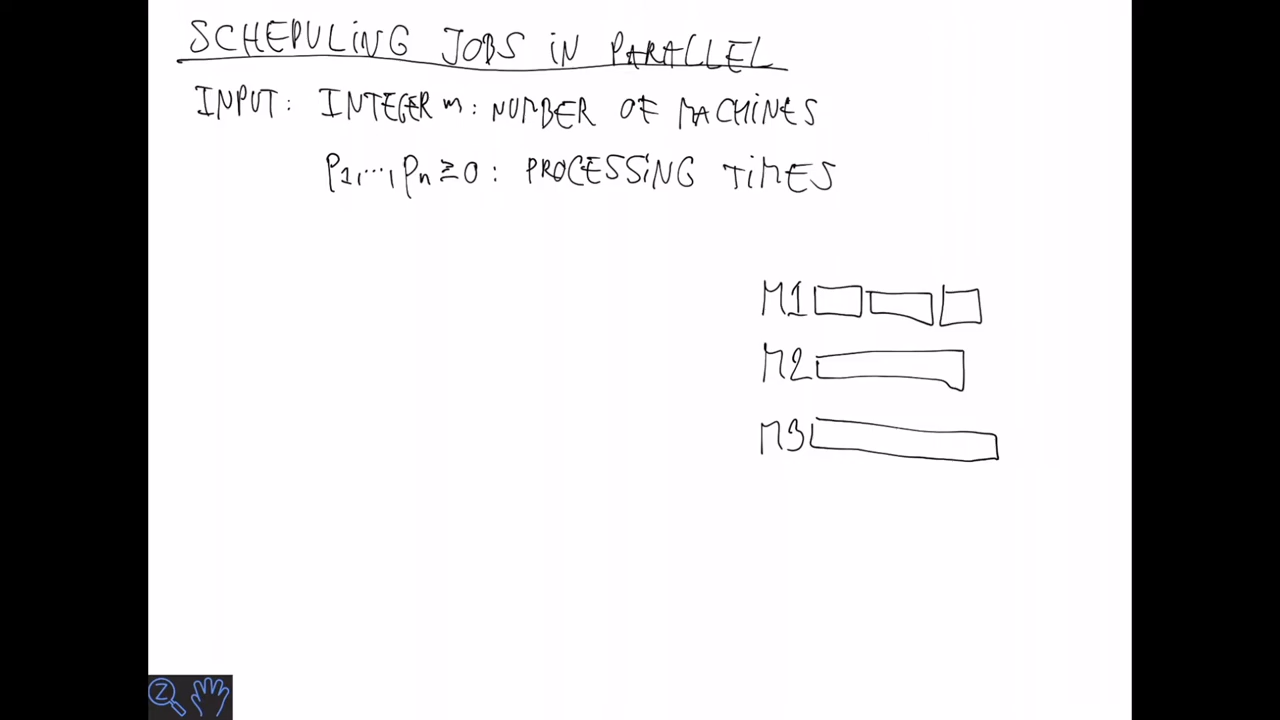 SCHEDULING JOBS IN PARALLEL
INPUT: INTEGER m: NUMBER OF MACHINES
p1,...,pn ≥ 0: PROCESSING TIMES
M1
M2
M3
Z